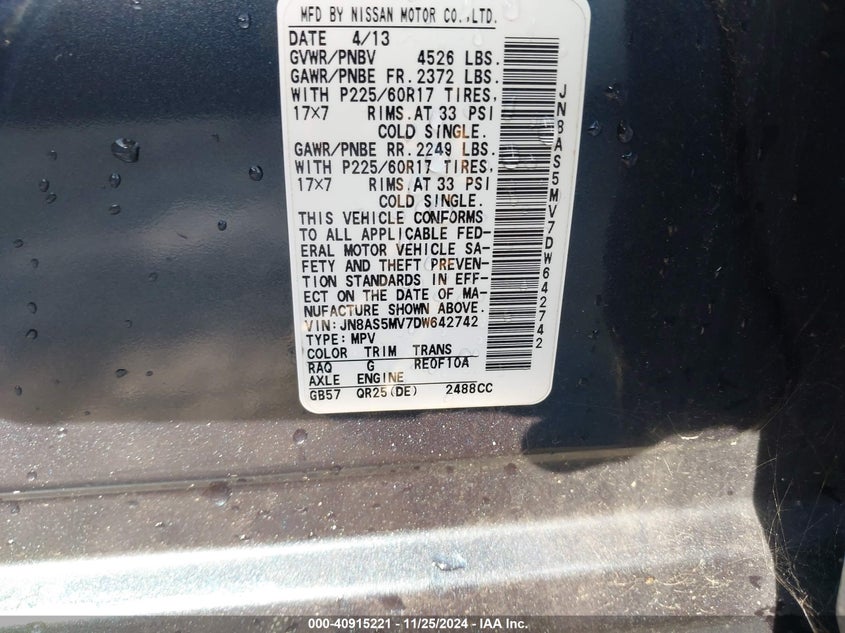 MFD BY NISSAN MOTOR CO.,LTD.
DATE 4/13
GVWR/PNBV 4526 LBS.
GAWR/PNBE FR. 2372 LBS.
WITH P225/60R17 TIRES,
17X7 RIMS.AT 33 PSI
COLD SINGLE.
GAWR/PNBE RR. 2249 LBS.
WITH P225/60R17 TIRES,
17X7 RIMS.AT 33 PSI
COLD SINGLE.
THIS VEHICLE CONFORMS
TO ALL APPLICABLE FED-
ERAL MOTOR VEHICLE SA-
FETY AND THEFT PREVEN-
TION STANDARDS IN EFF-
ECT ON THE DATE OF MA-
NUFACTURE SHOWN ABOVE.
VIN:JN8AS5MV7DW642742
TYPE:MPV
COLOR TRIM TRANS
RAQ G RE0F10A
AXLE ENGINE
GB57 QR25(DE) 2488CC
JN8AS5MV7DW642742
000-40915221 - 11/25/2024 - IAA Inc.